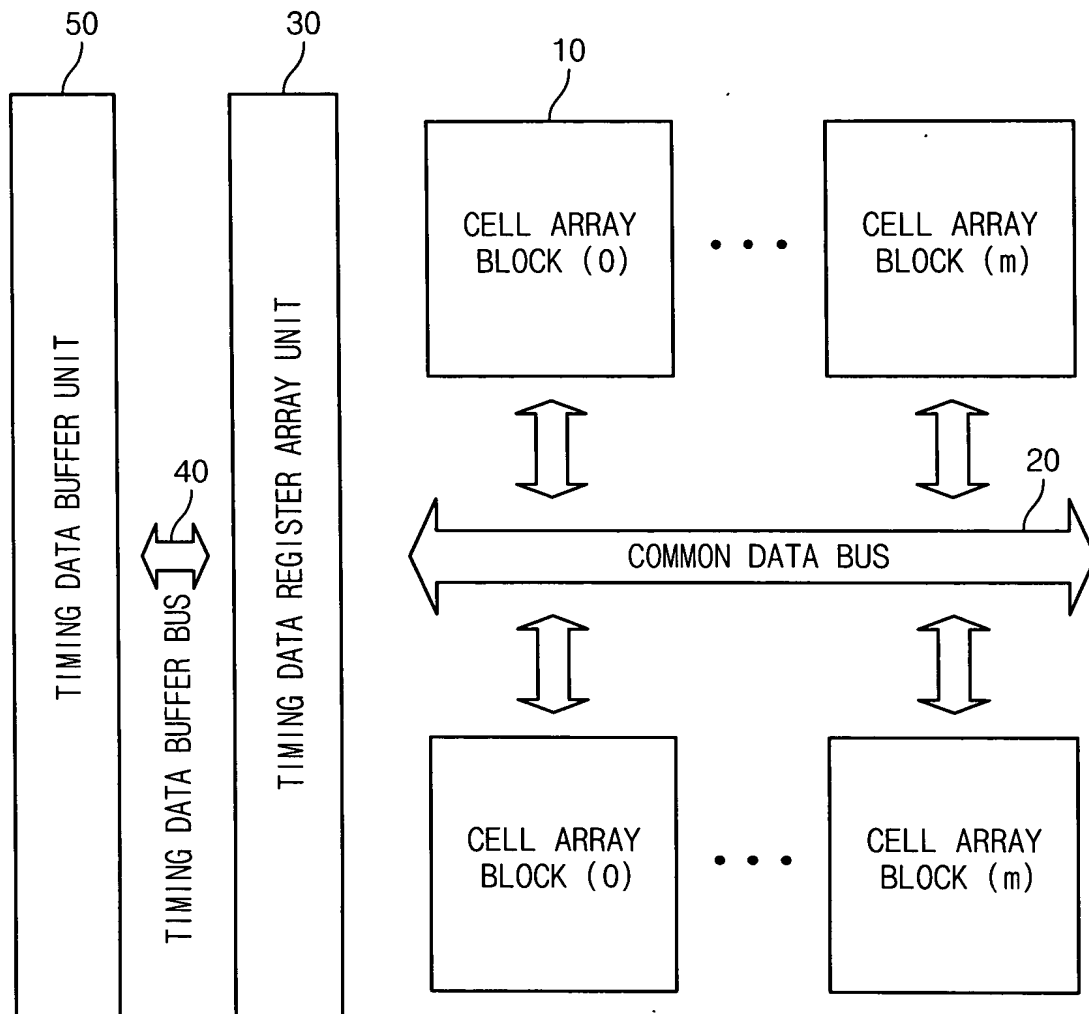 50
30
10
CELL ARRAY
BLOCK (0)
• • •
CELL ARRAY
BLOCK (m)
TIMING DATA BUFFER UNIT
40
TIMING DATA BUFFER BUS
TIMING DATA REGISTER ARRAY UNIT
20
COMMON DATA BUS
CELL ARRAY
BLOCK (0)
• • •
CELL ARRAY
BLOCK (m)